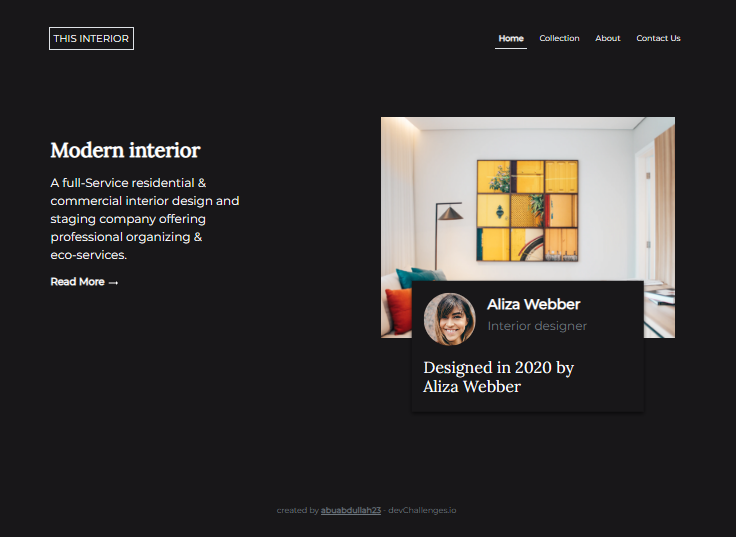 THIS INTERIOR
Home Collection About Contact Us
Modern interior
A full-Service residential &
commercial interior design and
staging company offering
professional organizing &
eco-services.
Read More →
Aliza Webber
Interior designer
Designed in 2020 by
Aliza Webber
created by abuabdullah23 - devChallenges.io